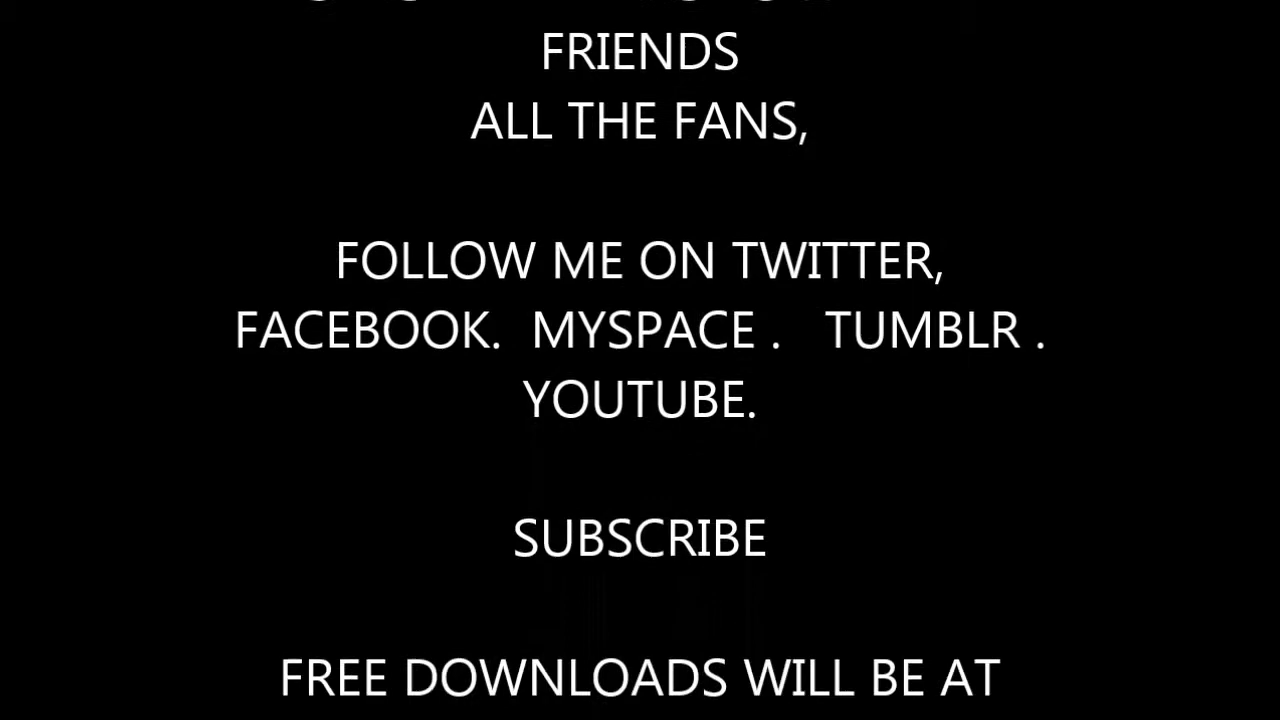 FRIENDS
ALL THE FANS,
FOLLOW ME ON TWITTER,
FACEBOOK.  MYSPACE .   TUMBLR .
YOUTUBE.
SUBSCRIBE
FREE DOWNLOADS WILL BE AT